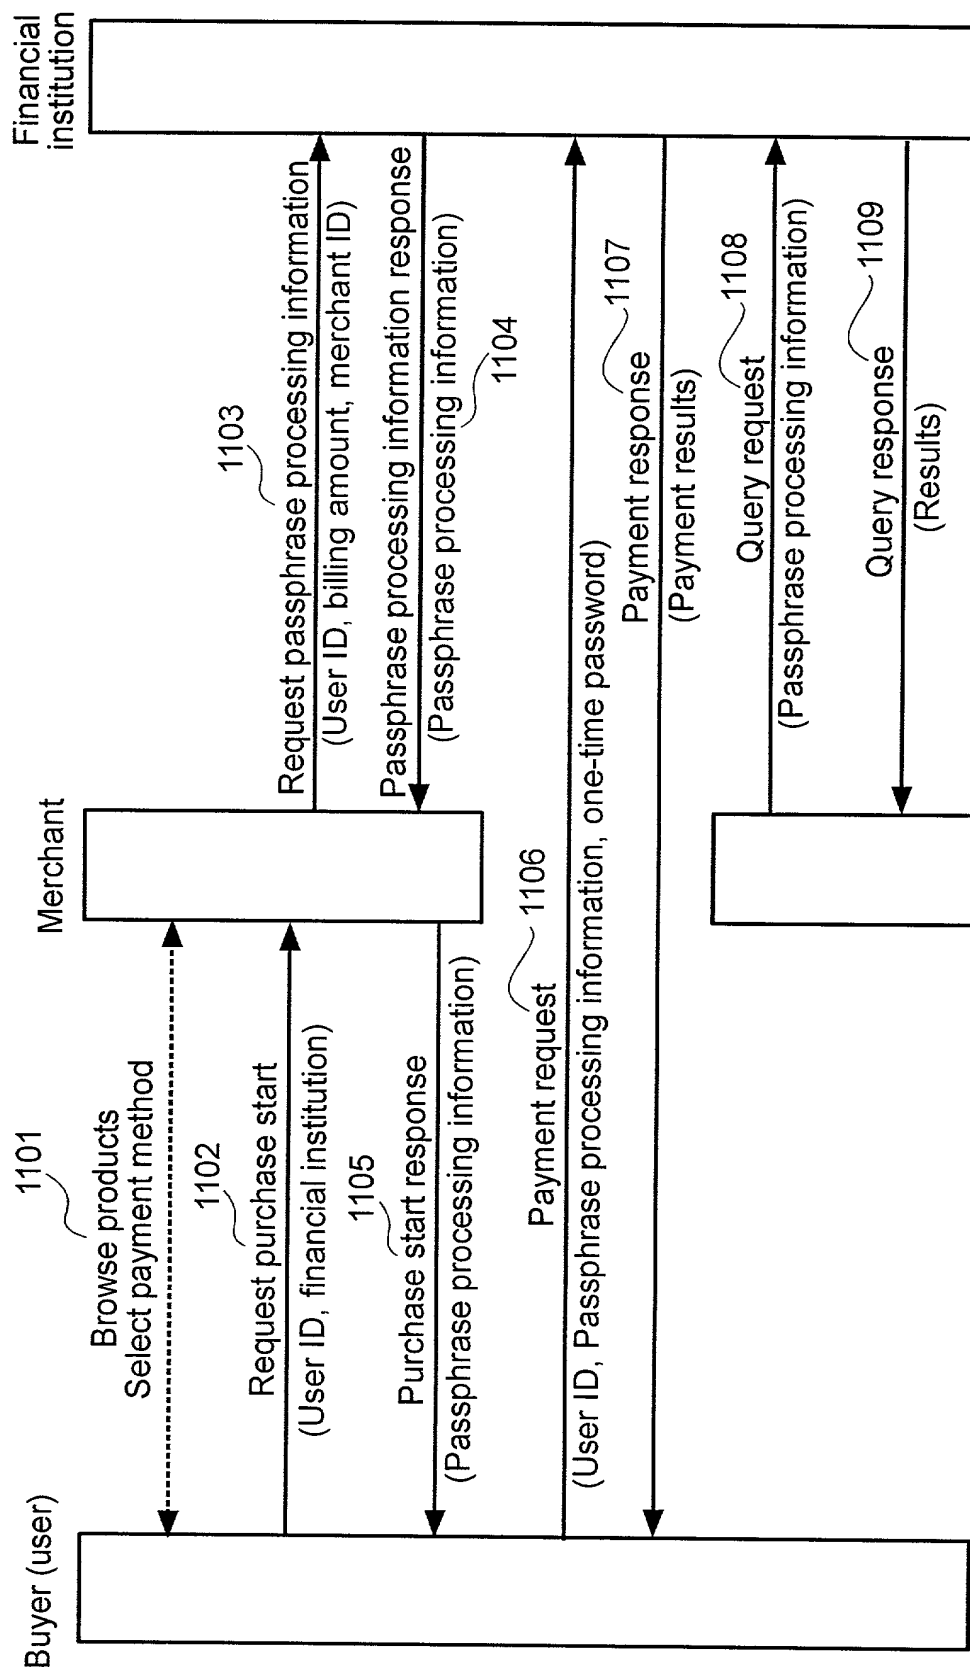 Buyer (user)
Merchant
Financial
institution
1101
Browse products
Select payment method
1102
Request purchase start
(User ID, financial institution)
1103
Request passphrase processing information
(User ID, billing amount, merchant ID)
Passphrase processing information response
(Passphrase processing information)
1104
1105
Purchase start response
(Passphrase processing information)
Payment request
1106
(User ID, Passphrase processing information, one-time password)
1107
Payment response
(Payment results)
1108
Query request
(Passphrase processing information)
1109
Query response
(Results)